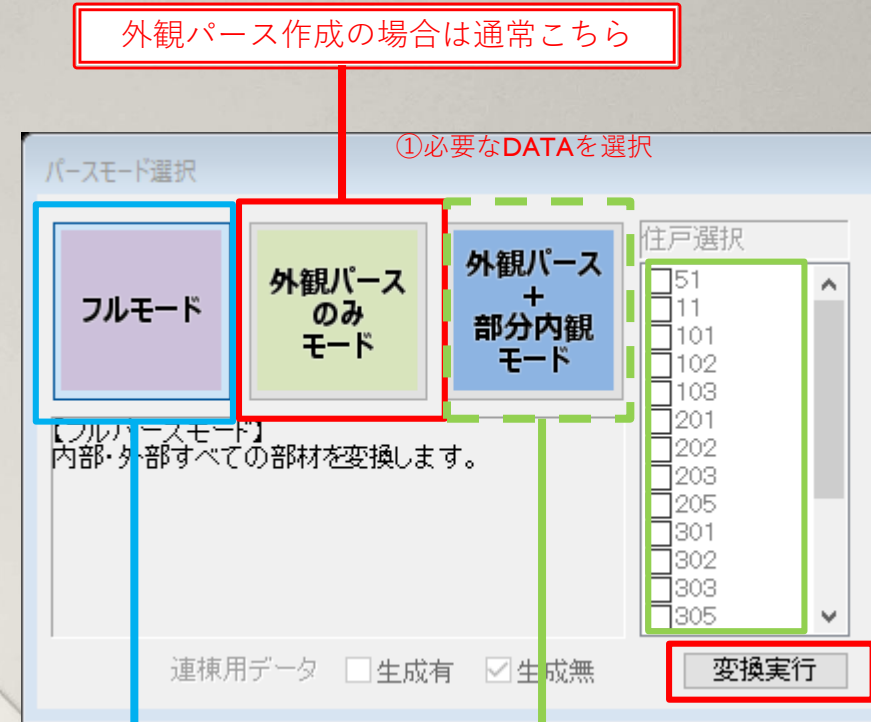 外観パース作成の場合は通常こちら
①必要なDATAを選択
パースモード選択
フルモード
外観パース
のみ
モード
外観パース
+
部分内観
モード
住戸選択
51
11
101
102
103
201
202
203
205
301
302
303
305
【フルパースモード】
内部・外部すべての部材を変換します。
連棟用データ 生成有 生成無
変換実行